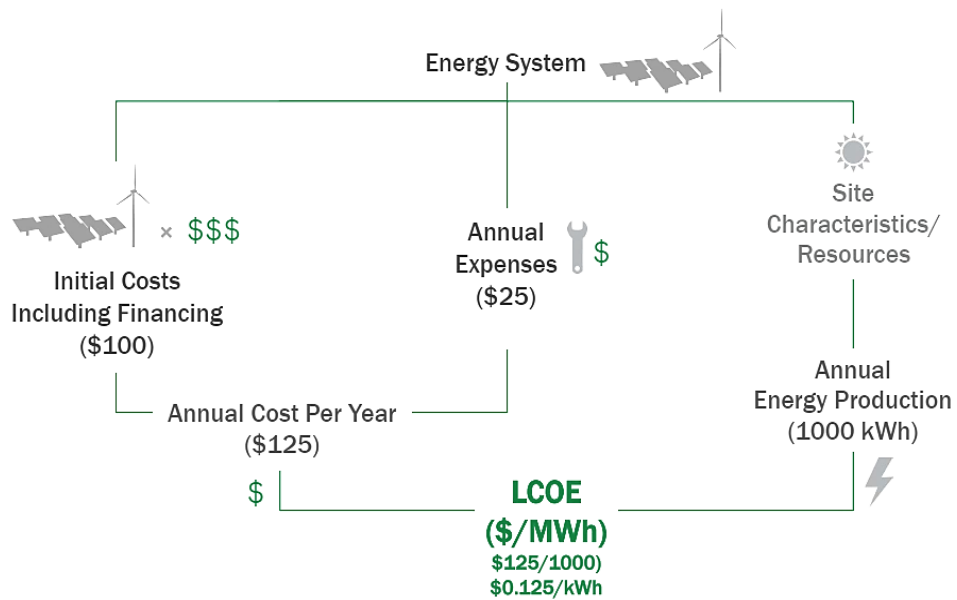 Energy System
× $$$
Initial Costs
Including Financing
($100)
Annual
Expenses
$
($25)
Site
Characteristics/
Resources
Annual Cost Per Year
($125)
$
Annual
Energy Production
(1000 kWh)
LCOE
($/MWh)
$125/1000)
$0.125/kWh